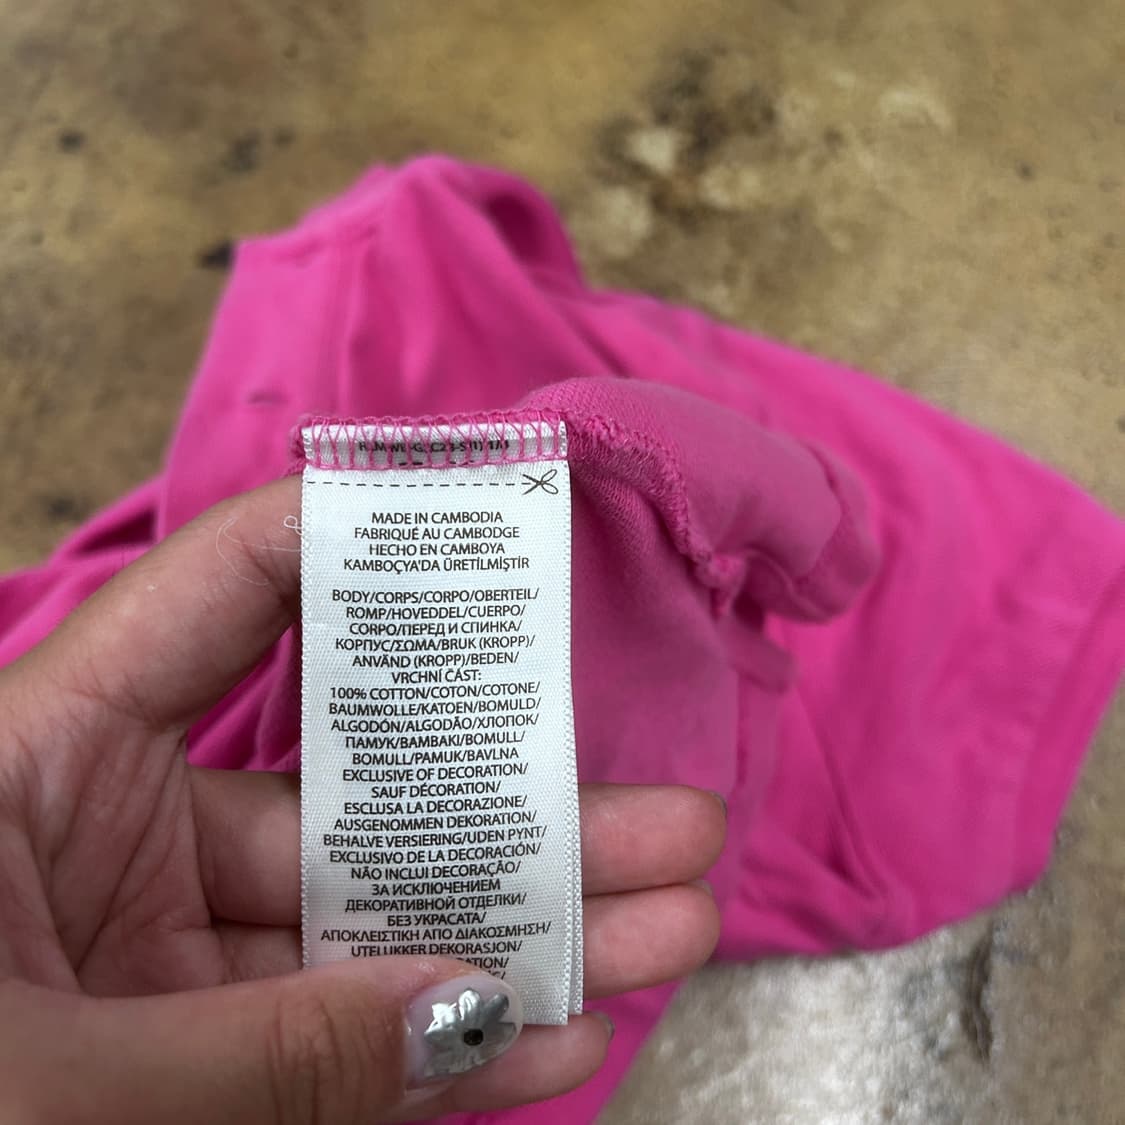 MADE IN CAMBODIA
FABRIQUÉ AU CAMBODGE
HECHO EN CAMBOYA
KAMBOÇYA'DA ÜRETİLMİŞTİR
BODY/CORPS/CORPO/OBERTEIL/
ROMP/HOVEDDEL/CUERPO/
CORPO/ПЕРЕД И СПИНКА/
КОРПУС/ΣΩΜΑ/BRUK (KROPP)/
ANVÄND (KROPP)/BEDEN/
VRCHNÍ ČÁST:
100% COTTON/COTON/COTONE/
BAUMWOLLE/KATOEN/BOMULD/
ALGODÓN/ALGODÃO/ХЛОПОК/
ПАМУК/BAMBAKI/BOMULL/
BOMULL/PAMUK/BAVLNA
EXCLUSIVE OF DECORATION/
SAUF DÉCORATION/
ESCLUSA LA DECORAZIONE/
AUSGENOMMEN DEKORATION/
BEHALVE VERSIERING/UDEN PYNT/
EXCLUSIVO DE LA DECORACIÓN/
NÃO INCLUI DECORAÇÃO/
ЗА ИСКЛЮЧЕНИЕМ
ДЕКОРАТИВНОЙ ОТДЕЛКИ/
БЕЗ УКРАСАТА/
ΑΠΟΚΛΕΙΣΤΙΚΗ ΑΠΟ ΔΙΑΚΟΣΜΗΣΗ/
UTELUKKER DEKORASJON/